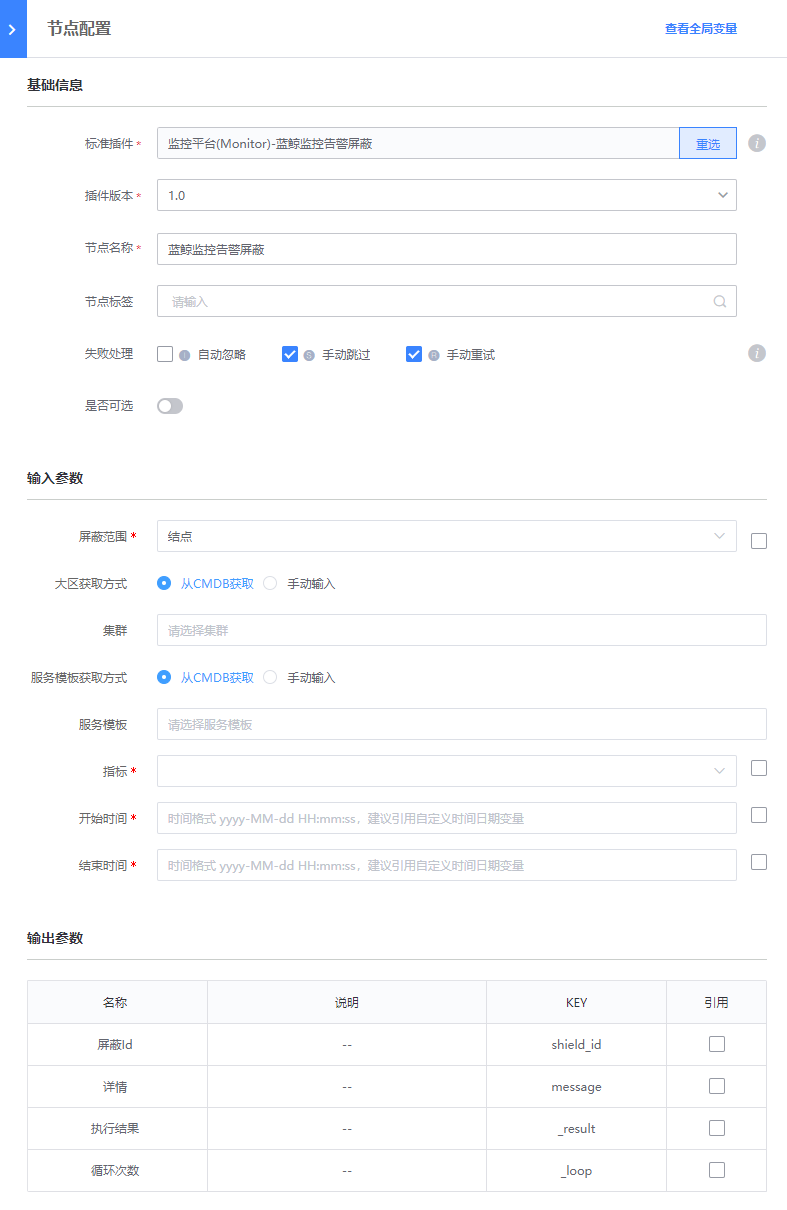 节点配置 查看全局变量
基础信息
标准插件 * 监控平台(Monitor)-蓝鲸监控告警屏蔽 重选
插件版本 * 1.0
节点名称 * 蓝鲸监控告警屏蔽
节点标签 请输入
失败处理 自动忽略 手动跳过 手动重试
是否可选
输入参数
屏蔽范围 * 结点
大区获取方式 从CMDB获取 手动输入
集群 请选择集群
服务模板获取方式 从CMDB获取 手动输入
服务模板 请选择服务模板
指标 *
开始时间 * 时间格式 yyyy-MM-dd HH:mm:ss，建议引用自定义时间日期变量
结束时间 * 时间格式 yyyy-MM-dd HH:mm:ss，建议引用自定义时间日期变量
输出参数
名称 说明 KEY 引用
屏蔽Id -- shield_id
详情 -- message
执行结果 -- _result
循环次数 -- _loop